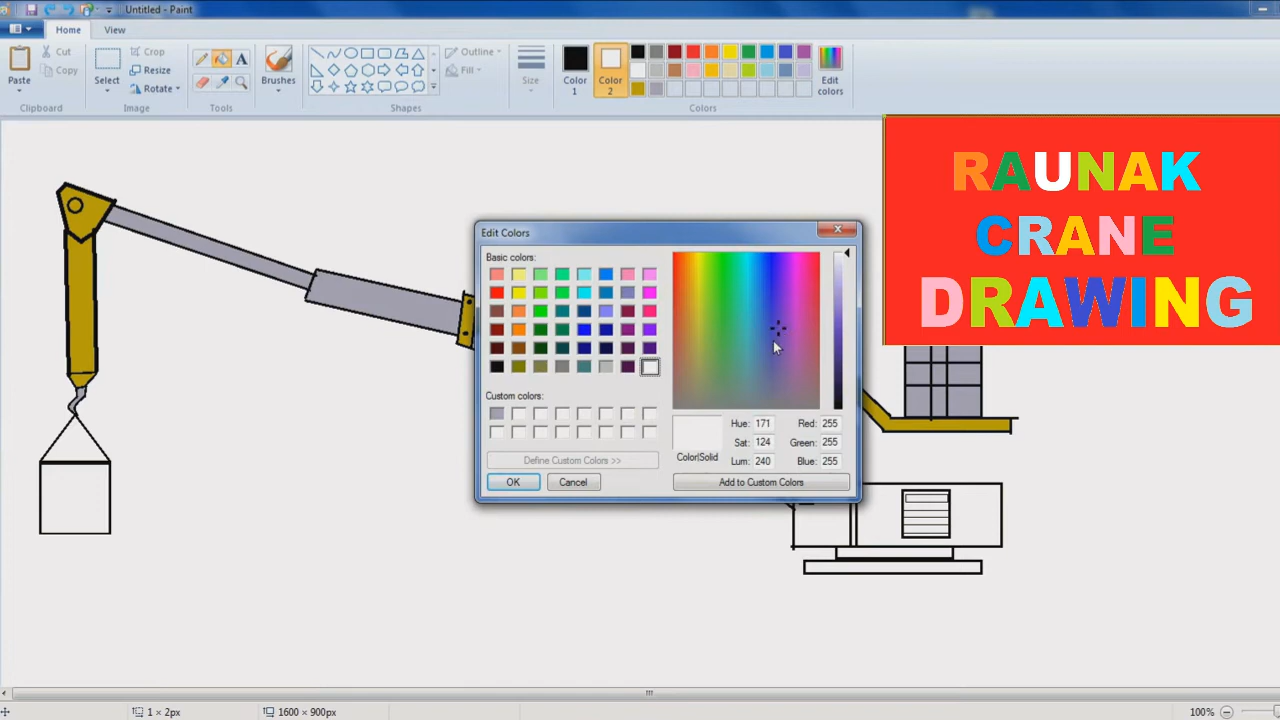 Untitled - Paint
Home
View
Paste
Cut
Copy
Clipboard
Select
Crop
Resize
Rotate
Image
Tools
Brushes
Shapes
Outline
Fill
Size
Color
1
Color
2
Colors
Edit
colors
RAUNAK
CRANE
DRAWING
Edit Colors
Basic colors:
Custom colors:
Define Custom Colors >>
OK
Cancel
Color|Solid
Hue: 171
Sat: 124
Lum: 240
Red: 255
Green: 255
Blue: 255
Add to Custom Colors
1 × 2px
1600 × 900px
100%